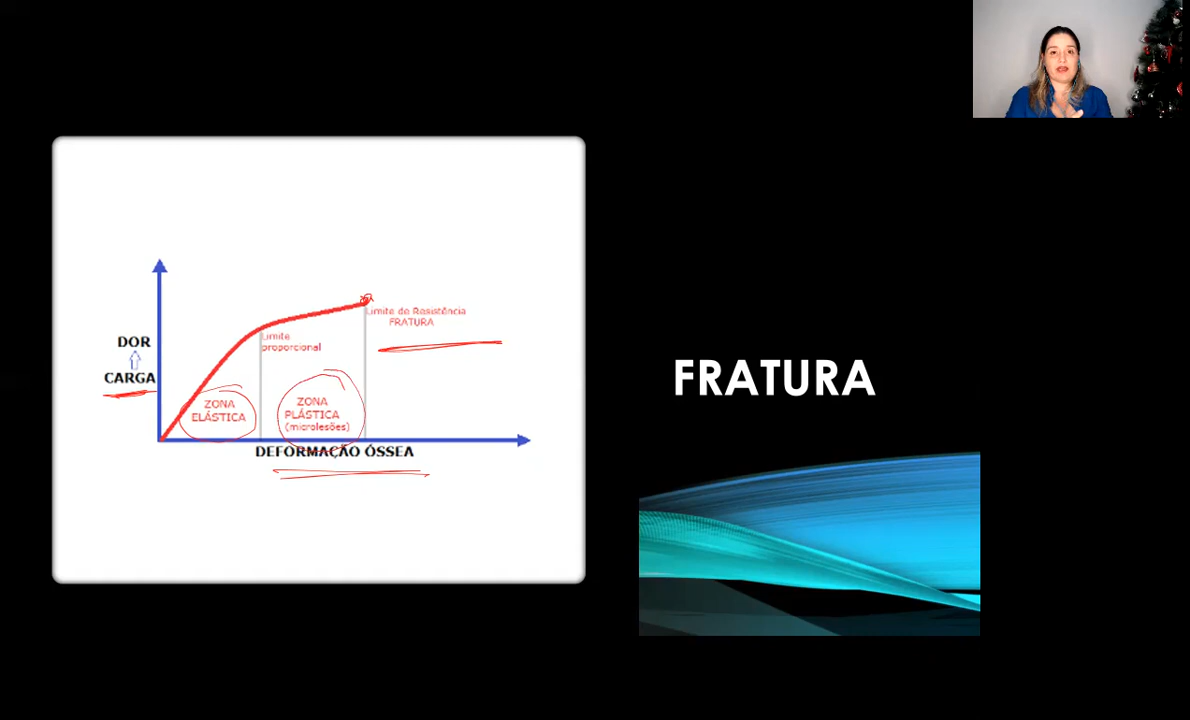 DOR
CARGA
Limite de Resistência
FRATURA
Limite
proporcional
ZONA
ELÁSTICA
ZONA
PLÁSTICA
(microlesões)
DEFORMAÇÃO ÓSSEA
FRATURA